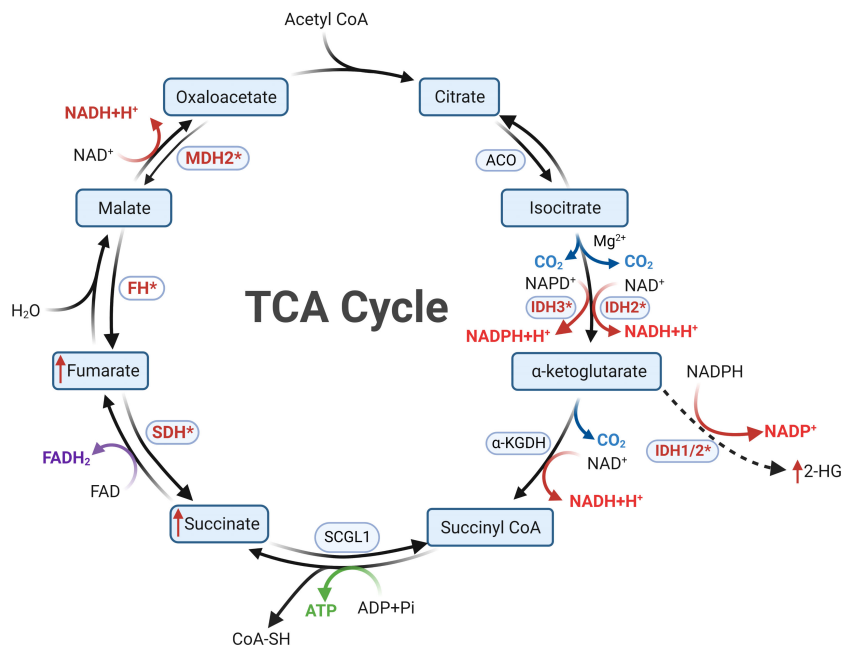 Acetyl CoA
Oxaloacetate
Citrate
NADH+H⁺
NAD⁺
MDH2*
ACO
Malate
Isocitrate
Mg²⁺
CO₂
CO₂
NAPD⁺
NAD⁺
IDH3*
IDH2*
NADPH+H⁺
NADH+H⁺
FH*
H₂O
TCA Cycle
Fumarate
α-ketoglutarate
NADPH
NADP⁺
IDH1/2*
2-HG
SDH*
α-KGDH
CO₂
NAD⁺
FADH₂
FAD
NADH+H⁺
Succinate
SCGL1
Succinyl CoA
ATP
ADP+Pi
CoA-SH